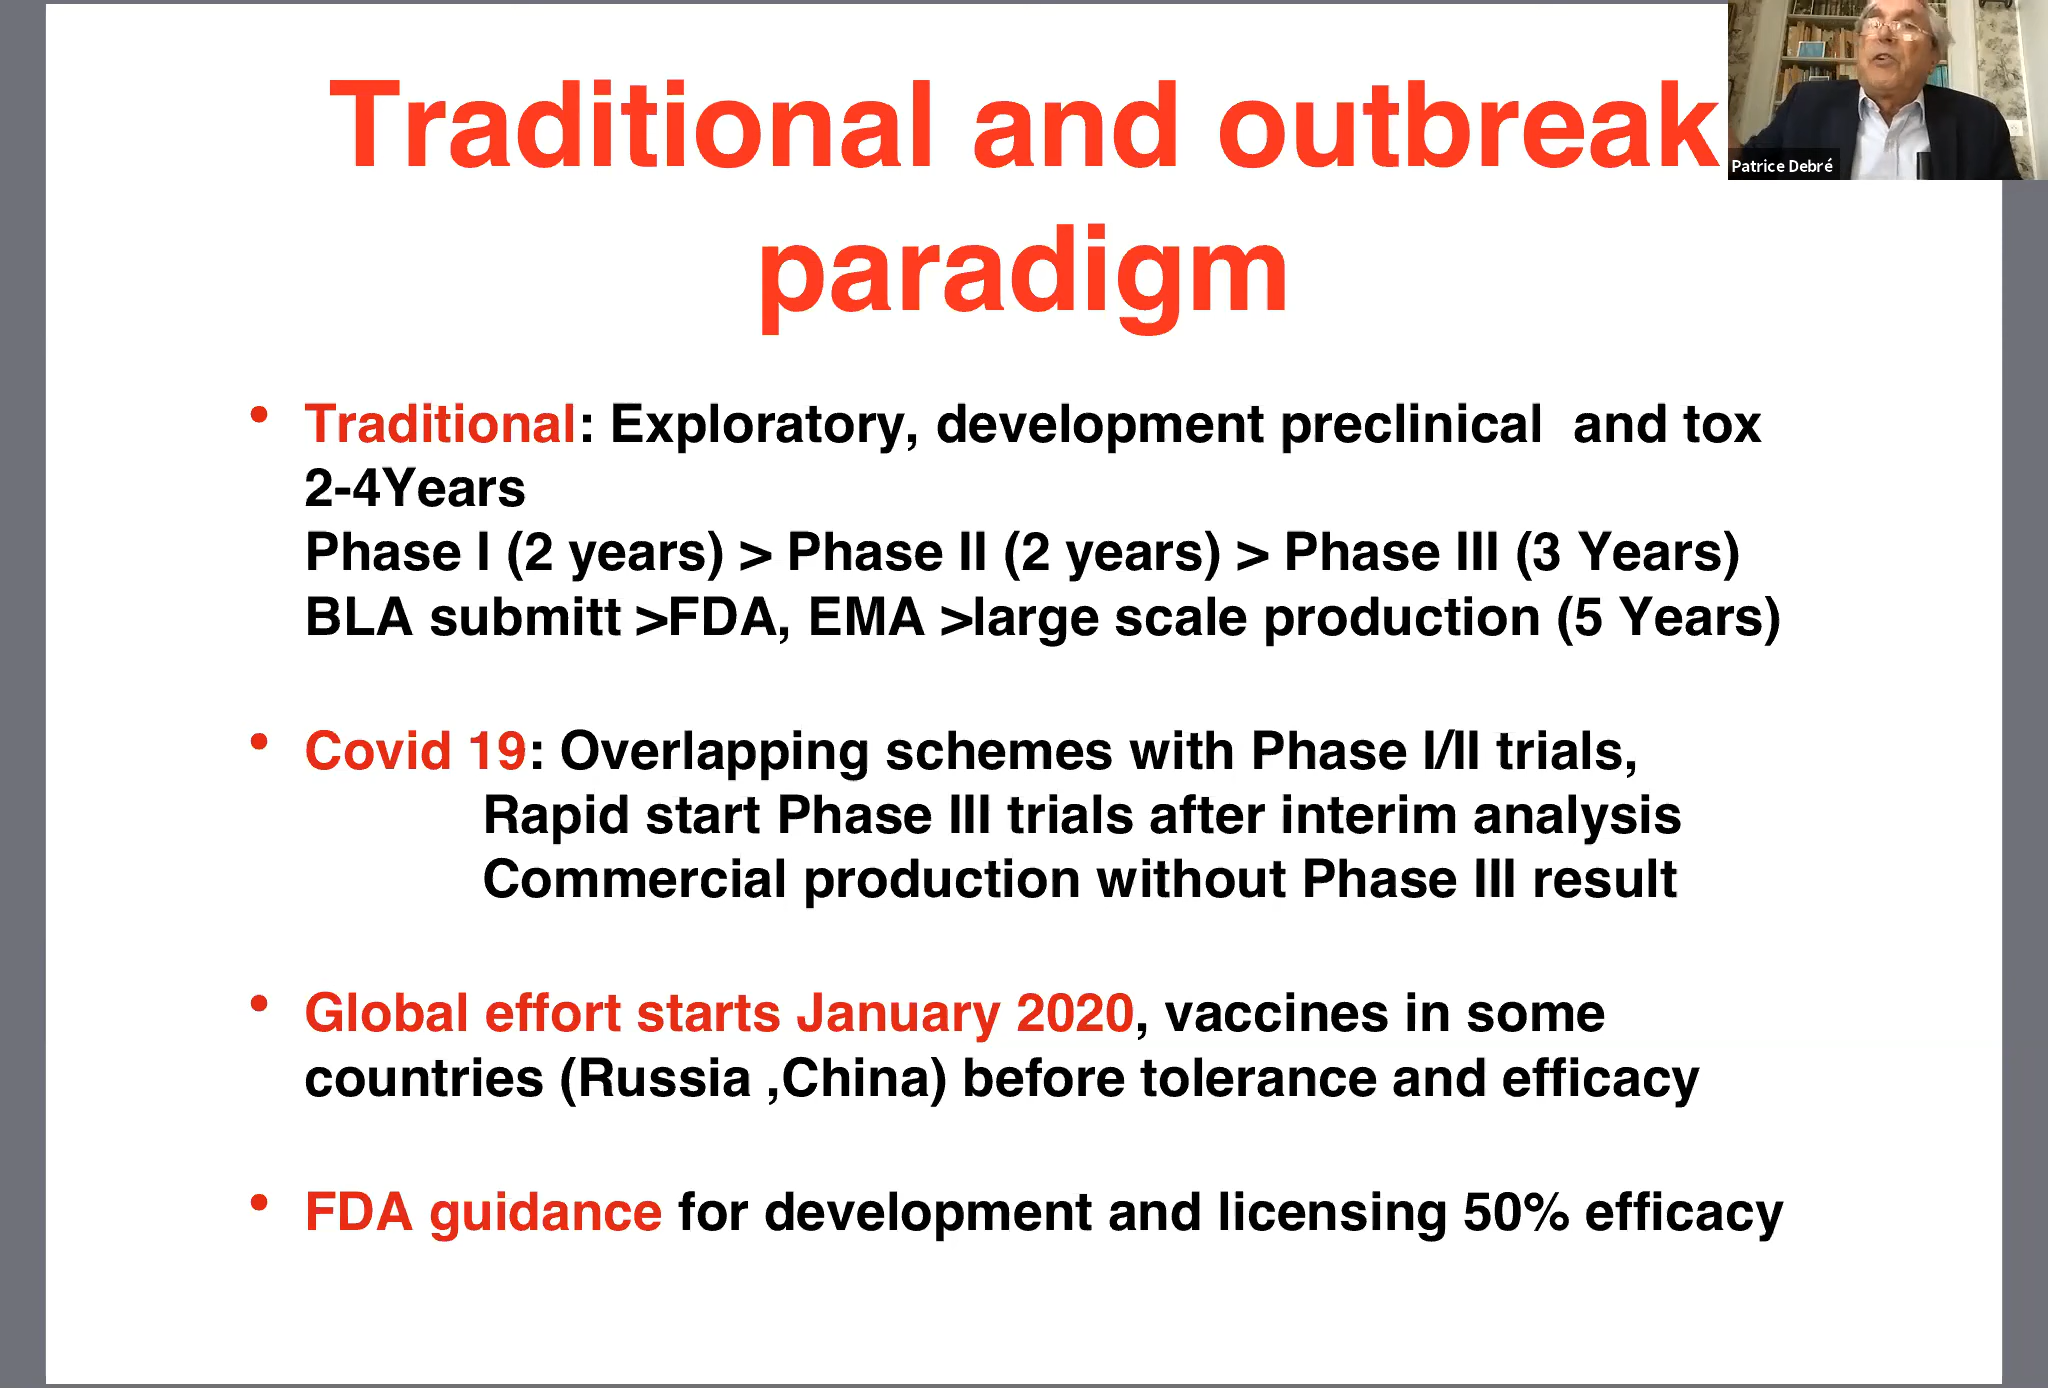 Traditional and outbreak
paradigm
Patrice Debré
• Traditional: Exploratory, development preclinical and tox
2-4Years
Phase I (2 years) > Phase II (2 years) > Phase III (3 Years)
BLA submitt >FDA, EMA >large scale production (5 Years)
• Covid 19: Overlapping schemes with Phase I/II trials,
Rapid start Phase III trials after interim analysis
Commercial production without Phase III result
• Global effort starts January 2020, vaccines in some
countries (Russia ,China) before tolerance and efficacy
• FDA guidance for development and licensing 50% efficacy